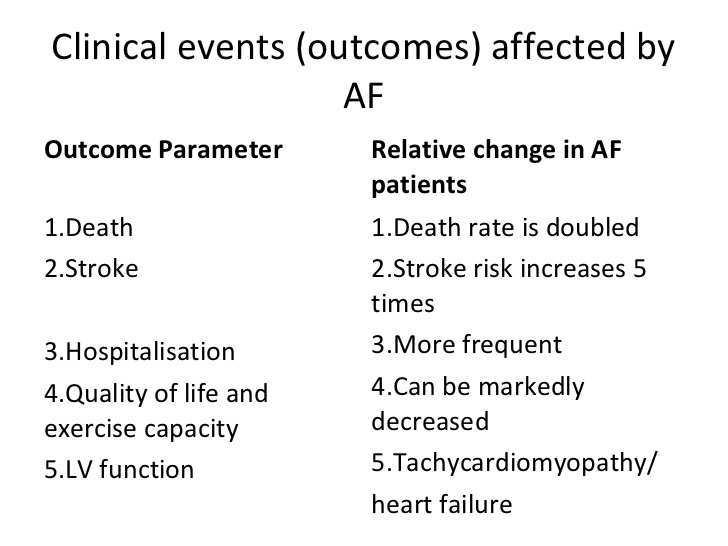 Clinical events (outcomes) affected by
AF
Outcome Parameter
1.Death
2.Stroke
3.Hospitalisation
4.Quality of life and
exercise capacity
5.LV function
Relative change in AF
patients
1.Death rate is doubled
2.Stroke risk increases 5
times
3.More frequent
4.Can be markedly
decreased
5.Tachycardiomyopathy/
heart failure